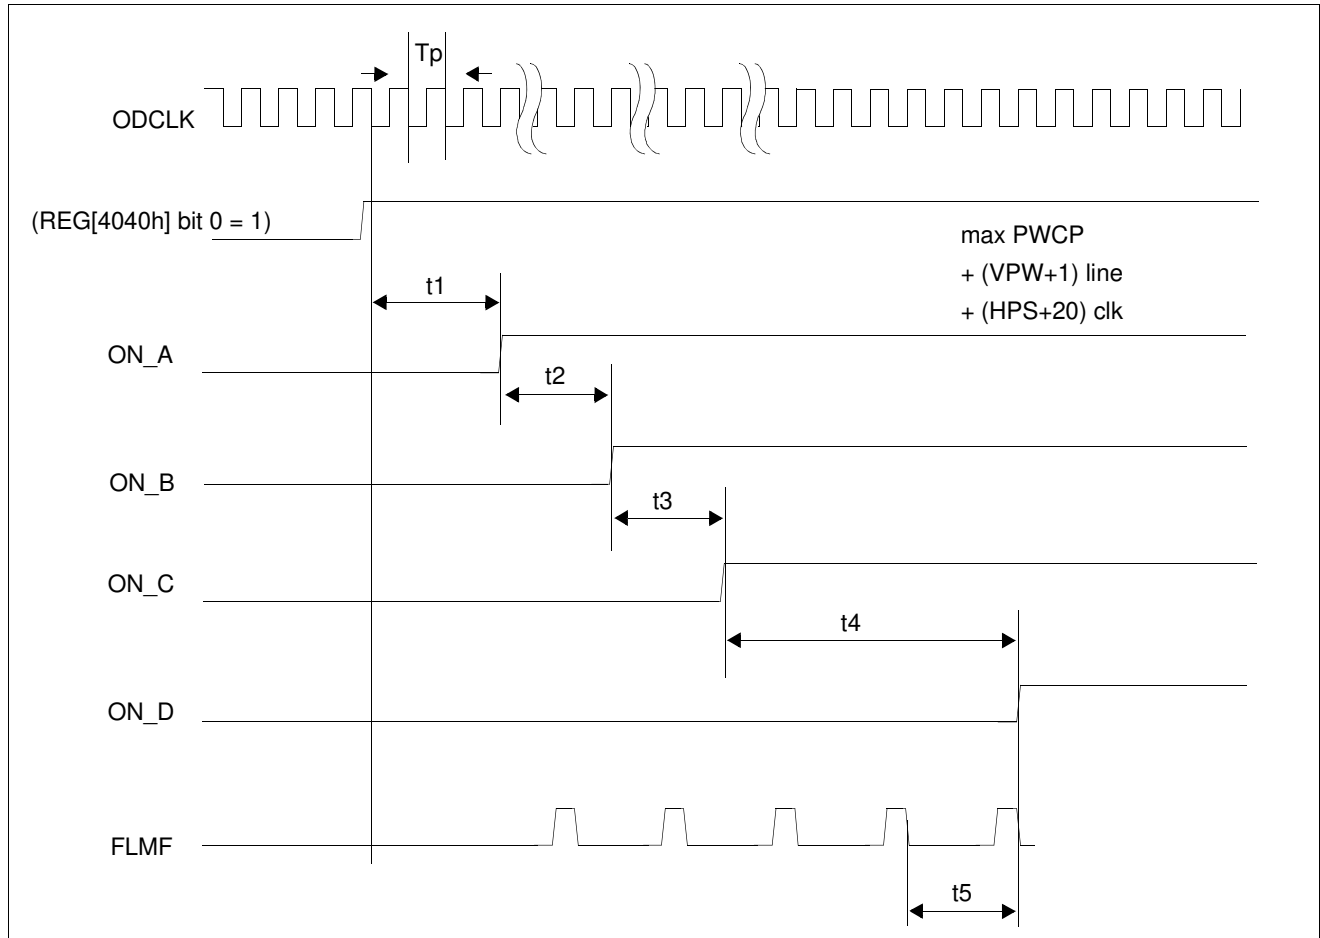 Tp
ODCLK
(REG[4040h] bit 0 = 1)
max PWCP
+ (VPW+1) line
+ (HPS+20) clk
t1
ON_A
t2
ON_B
t3
ON_C
t4
ON_D
FLMF
t5